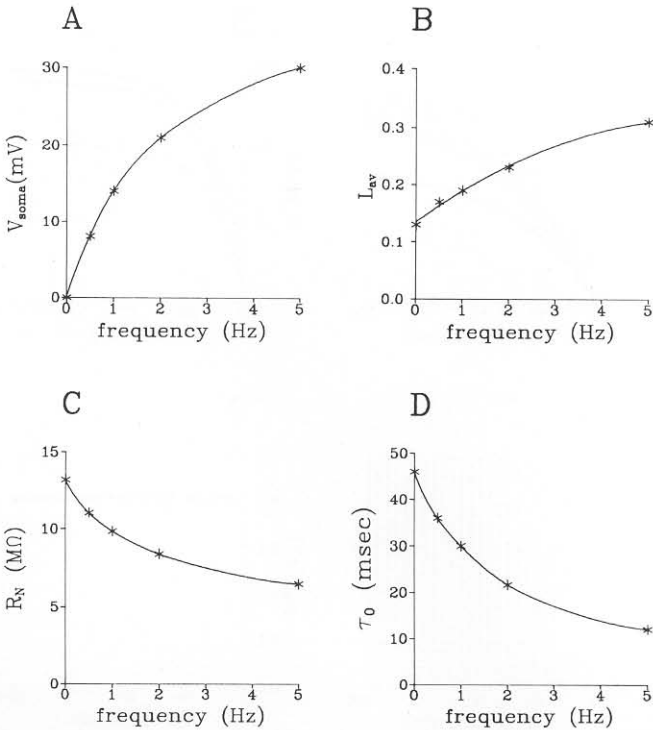 A
V_soma(mV)
30
20
10
0
0 1 2 3 4 5
frequency (Hz)
B
L_av
0.4
0.3
0.2
0.1
0.0
0 1 2 3 4 5
frequency (Hz)
C
R_N (MΩ)
15
10
5
0
0 1 2 3 4 5
frequency (Hz)
D
τ_0 (msec)
50
40
30
20
10
0
0 1 2 3 4 5
frequency (Hz)